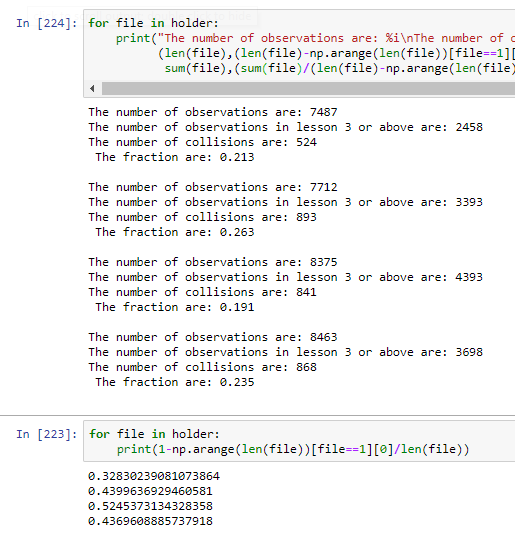 In [224]: for file in holder:
print("The number of observations are: %i\nThe number of
(len(file),(len(file)-np.arange(len(file))[file==1][
sum(file),(sum(file)/(len(file)-np.arange(len(file)
The number of observations are: 7487
The number of observations in lesson 3 or above are: 2458
The number of collisions are: 524
The fraction are: 0.213
The number of observations are: 7712
The number of observations in lesson 3 or above are: 3393
The number of collisions are: 893
The fraction are: 0.263
The number of observations are: 8375
The number of observations in lesson 3 or above are: 4393
The number of collisions are: 841
The fraction are: 0.191
The number of observations are: 8463
The number of observations in lesson 3 or above are: 3698
The number of collisions are: 868
The fraction are: 0.235
In [223]: for file in holder:
print(1-np.arange(len(file))[file==1][0]/len(file))
0.32830239081073864
0.4399636929460581
0.5245373134328358
0.4369608885737918